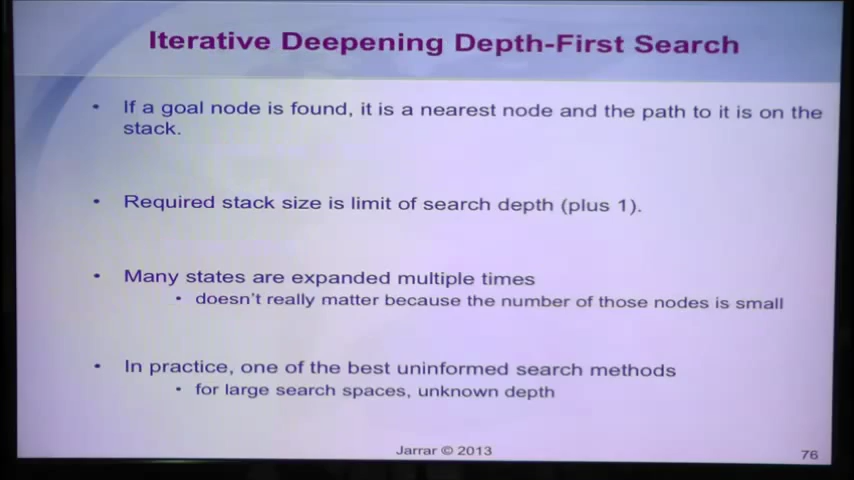 Iterative Deepening Depth-First Search
• If a goal node is found, it is a nearest node and the path to it is on the
stack.
• Required stack size is limit of search depth (plus 1).
• Many states are expanded multiple times
• doesn't really matter because the number of those nodes is small
• In practice, one of the best uninformed search methods
• for large search spaces, unknown depth
Jarrar © 2013
76